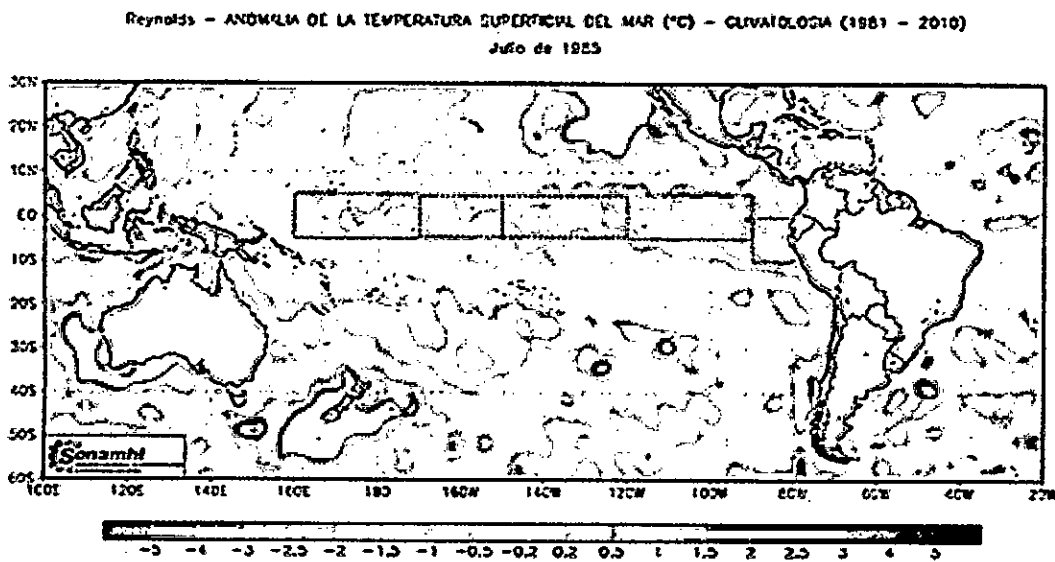 Reynolds - ANOMALIA DE LA TEMPERATURA SUPERFICIAL DEL MAR (°C) - CLIMATOLOGIA (1981 - 2010)
Julio de 1985
30N
20N
10N
EQ
10S
20S
30S
40S
50S
60S
Senamhi
100E 120E 140E 160E 180 160W 140W 120W 100W 80W 60W 40W 20W
-5 -4 -3 -2.5 -2 -1.5 -1 -0.5 -0.2 0.2 0.5 1 1.5 2 2.5 3 4 5